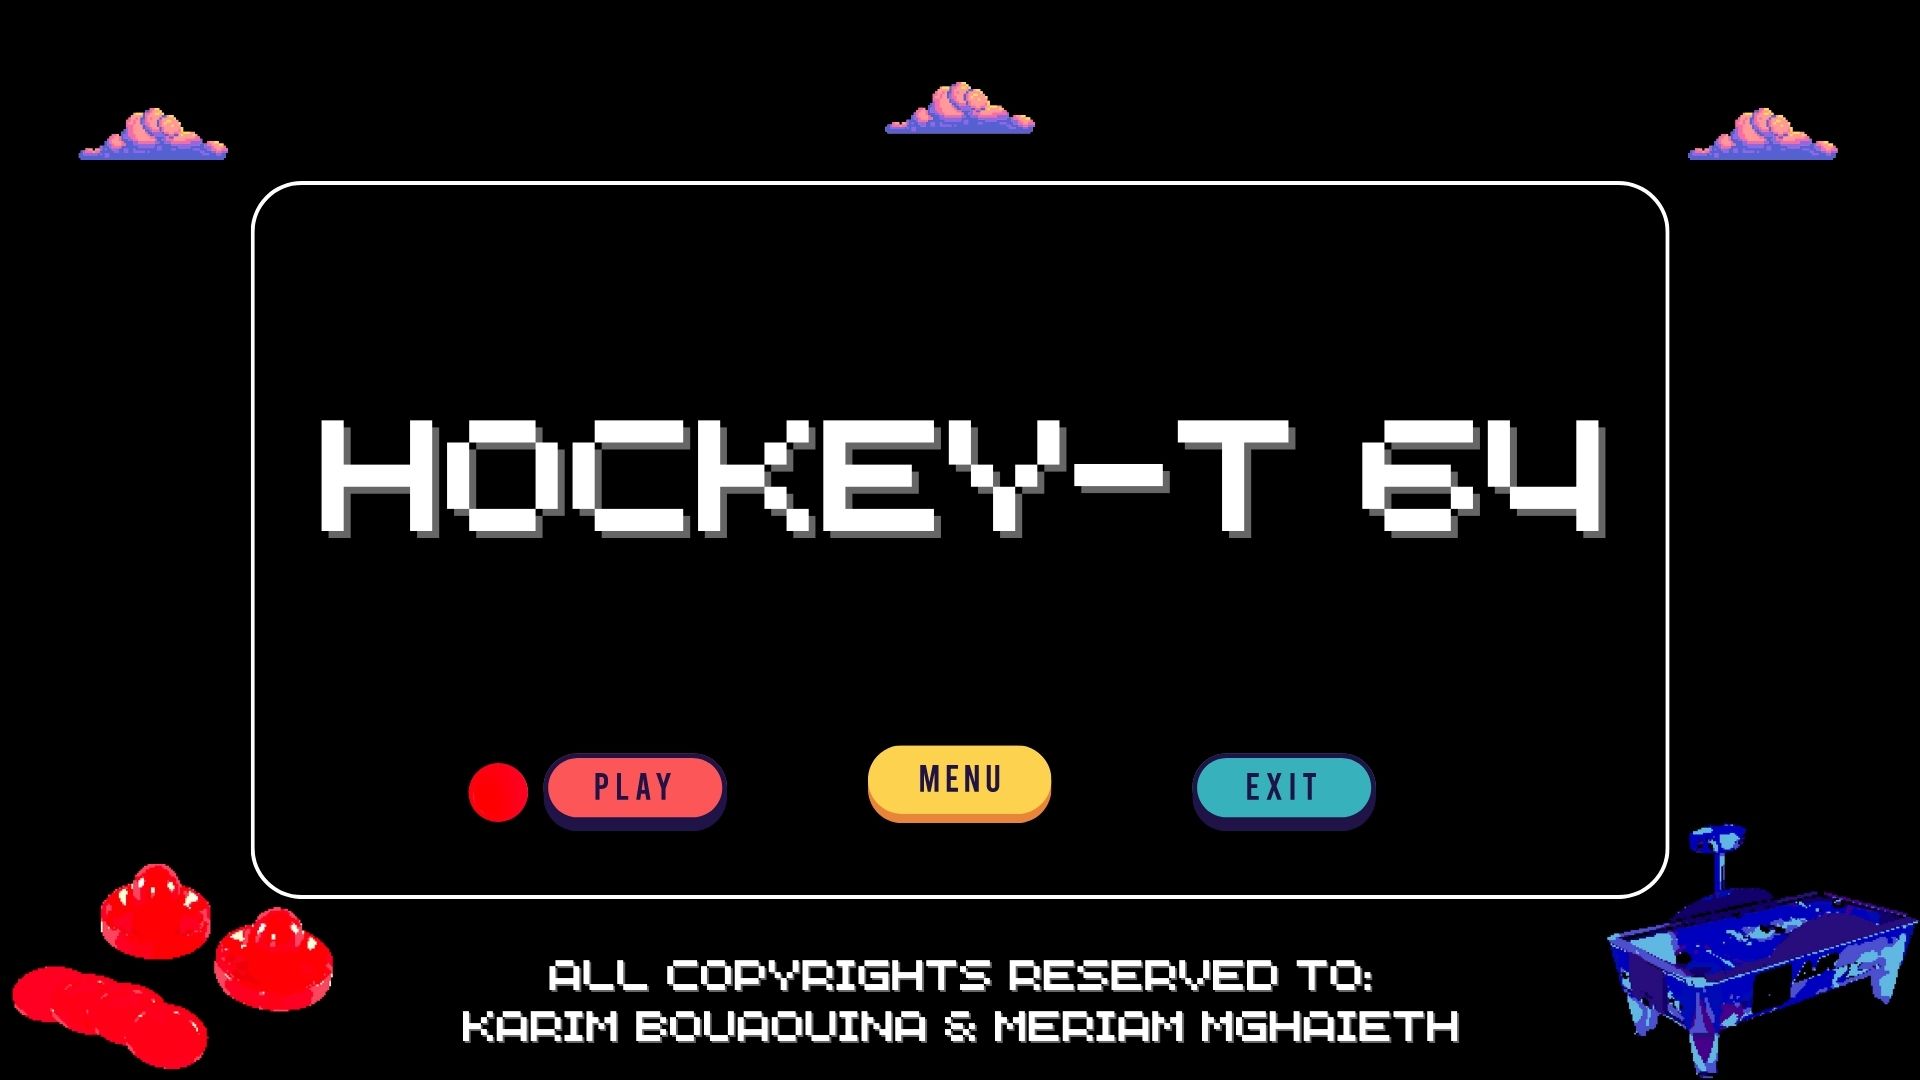 HOCKEY-T 64
PLAY
MENU
EXIT
ALL COPYRIGHTS RESERVED TO:
KARIM BOUAOUINA & MERIAM MGHAIETH